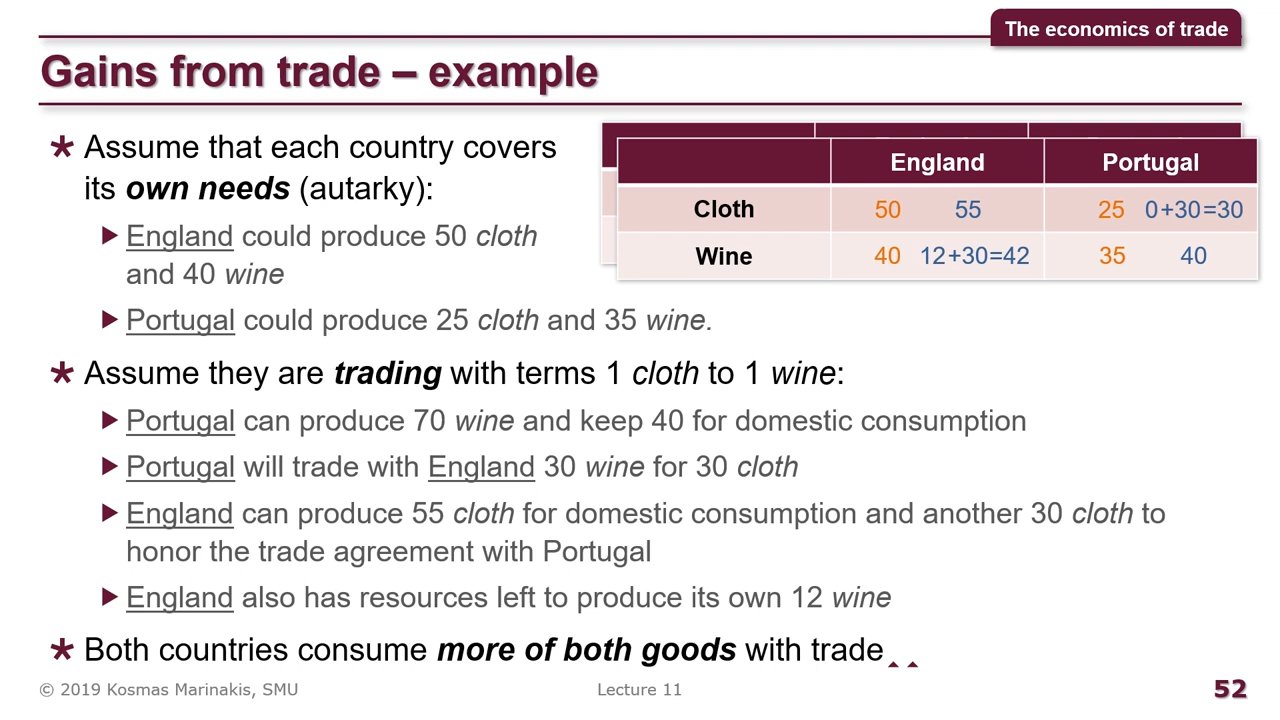 The economics of trade
Gains from trade – example
* Assume that each country covers
its own needs (autarky):
▶ England could produce 50 cloth
and 40 wine
▶ Portugal could produce 25 cloth and 35 wine.
England Portugal
Cloth 50 55 25 0+30=30
Wine 40 12+30=42 35 40
* Assume they are trading with terms 1 cloth to 1 wine:
▶ Portugal can produce 70 wine and keep 40 for domestic consumption
▶ Portugal will trade with England 30 wine for 30 cloth
▶ England can produce 55 cloth for domestic consumption and another 30 cloth to
honor the trade agreement with Portugal
▶ England also has resources left to produce its own 12 wine
* Both countries consume more of both goods with trade
© 2019 Kosmas Marinakis, SMU
Lecture 11
52